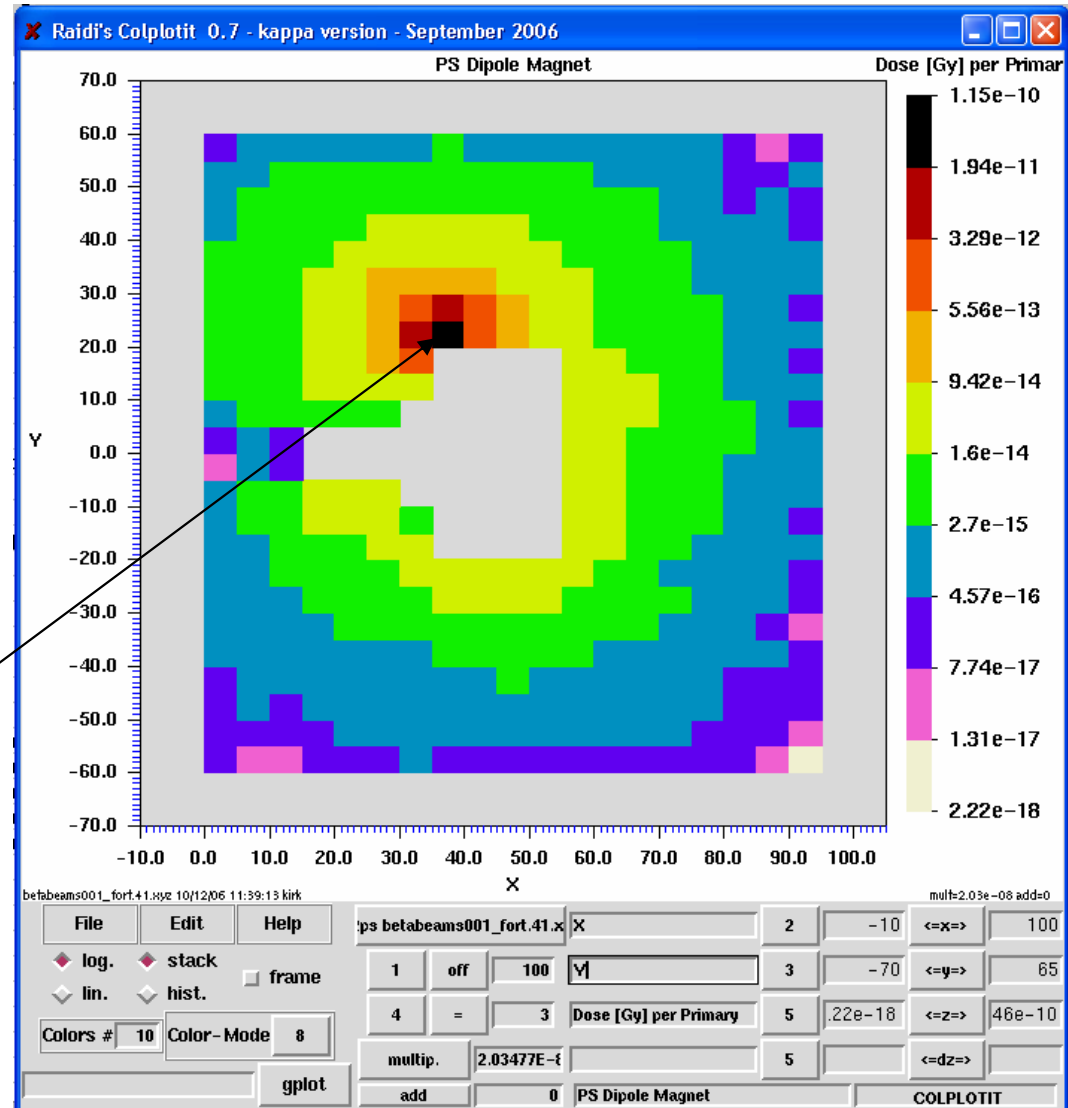 Raidi's Colplotit 0.7 - kappa version - September 2006
PS Dipole Magnet
Dose [Gy] per Primar
70.0
60.0
50.0
40.0
30.0
20.0
10.0
0.0
-10.0
-20.0
-30.0
-40.0
-50.0
-60.0
-70.0
Y
1.15e-10
1.94e-11
3.29e-12
5.56e-13
9.42e-14
1.6e-14
2.7e-15
4.57e-16
7.74e-17
1.31e-17
2.22e-18
-10.0 0.0 10.0 20.0 30.0 40.0 50.0 60.0 70.0 80.0 90.0 100.0
X
betabeams001_fort.41.xyz 10/12/06 11:39:13 kirk
mult=2.03e-08 add=0
File Edit Help
log. stack
lin. hist.
frame
Colors # 10 Color-Mode 8
gplot
:ps betabeams001_fort.41.x X 2 -10 <=x=> 100
1 off 100 Y 3 -70 <=y=> 65
4 = 3 Dose [Gy] per Primary 5 .22e-18 <=z=> 46e-10
multip. 2.03477E-8 5 <=dz=>
add 0 PS Dipole Magnet COLPLOTIT